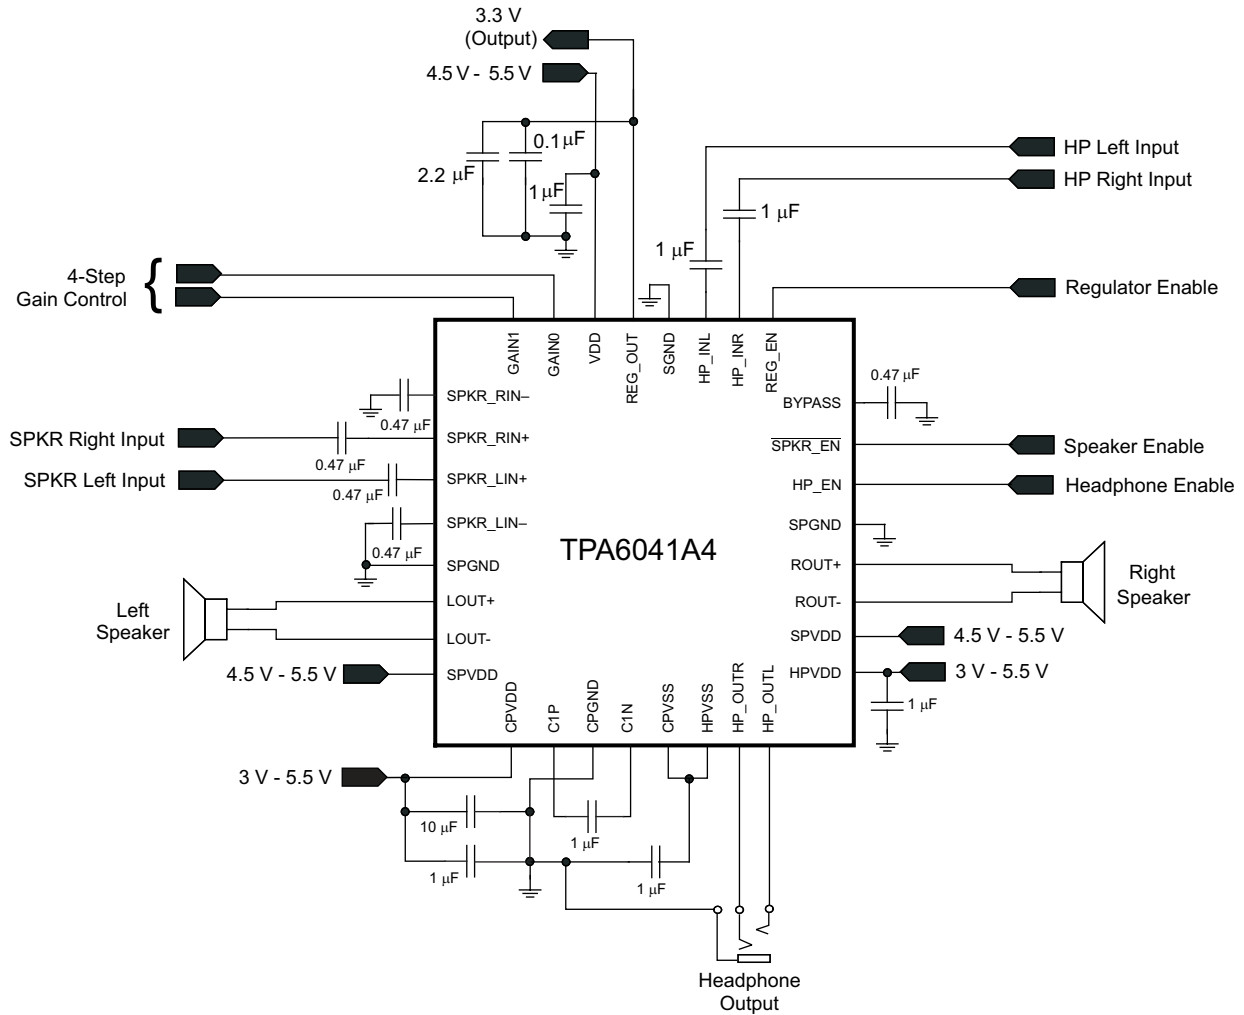 3.3 V
(Output)
4.5 V - 5.5 V
0.1 μF
2.2 μF
1 μF
HP Left Input
HP Right Input
1 μF
1 μF
4-Step
Gain Control
Regulator Enable
GAIN1
GAIN0
VDD
REG_OUT
SGND
HP_INL
HP_INR
REG_EN
SPKR_RIN–
0.47 μF
SPKR Right Input
SPKR_RIN+
0.47 μF
SPKR Left Input
SPKR_LIN+
0.47 μF
SPKR_LIN–
0.47 μF
SPGND
Left
Speaker
LOUT+
LOUT-
4.5 V - 5.5 V
SPVDD
TPA6041A4
BYPASS
0.47 μF
SPKR_EN
Speaker Enable
HP_EN
Headphone Enable
SPGND
ROUT+
ROUT-
Right
Speaker
SPVDD
4.5 V - 5.5 V
HPVDD
3 V - 5.5 V
1 μF
CPVDD
C1P
CPGND
C1N
CPVSS
HPVSS
HP_OUTR
HP_OUTL
3 V - 5.5 V
10 μF
1 μF
1 μF
1 μF
Headphone
Output